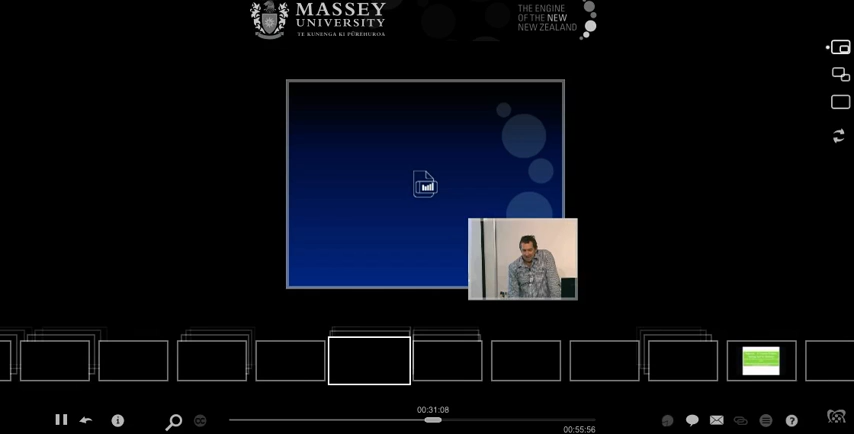 MASSEY
UNIVERSITY
TE KUNENGA KI PŪREHUROA
THE ENGINE
OF THE NEW
NEW ZEALAND
00:31:08
00:55:56